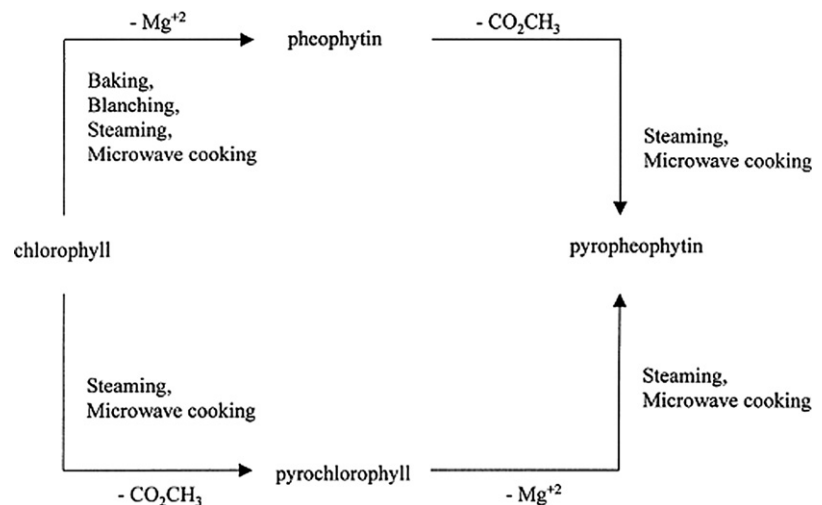 - Mg+2
- CO2CH3
pheophytin
Baking,
Blanching,
Steaming,
Microwave cooking
Steaming,
Microwave cooking
chlorophyll
pyropheophytin
Steaming,
Microwave cooking
Steaming,
Microwave cooking
pyrochlorophyll
- CO2CH3
- Mg+2